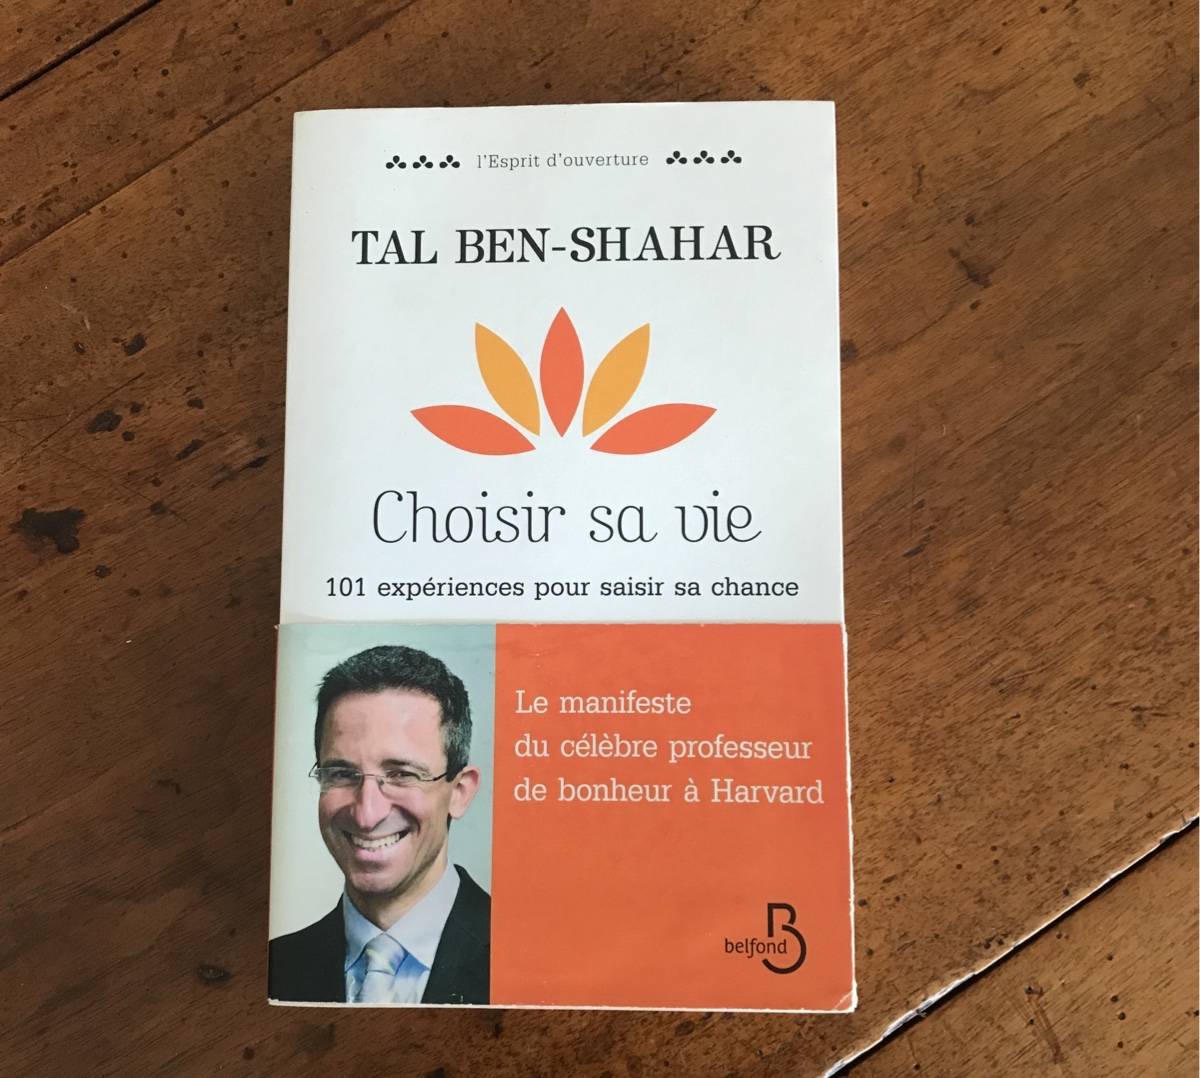 l'Esprit d'ouverture
TAL BEN-SHAHAR
Choisir sa vie
101 expériences pour saisir sa chance
Le manifeste
du célèbre professeur
de bonheur à Harvard
belfond
B